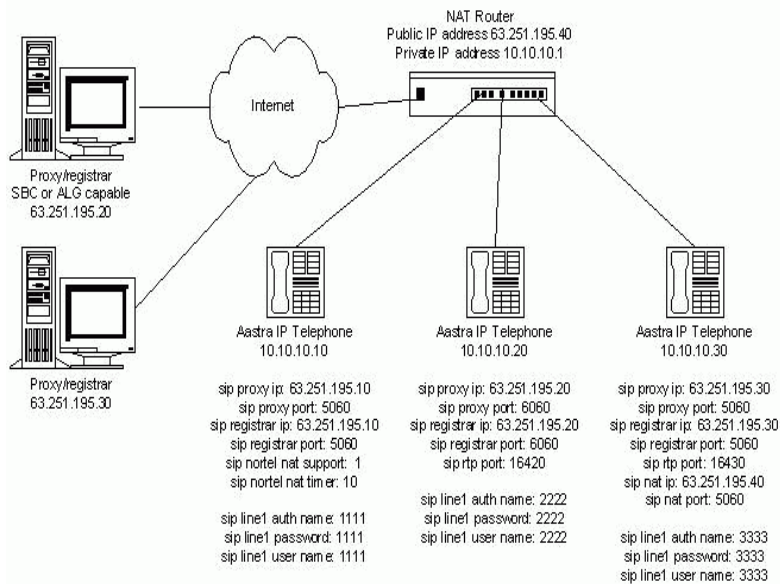 NAT Router
Public IP address 63.251.195.40
Private IP address 10.10.10.1
Internet
Proxy/registrar
SBC or ALG capable
63.251.195.20
Proxy/registrar
63.251.195.30
Aastra IP Telephone
10.10.10.10
sip proxy ip: 63.251.195.10
sip proxy port: 5060
sip registrar ip: 63.251.195.10
sip registrar port: 5060
sip nortel nat support: 1
sip nortel nat timer: 10
sip line1 auth name: 1111
sip line1 password: 1111
sip line1 user name: 1111
Aastra IP Telephone
10.10.10.20
sip proxy ip: 63.251.195.20
sip proxy port: 6060
sip registrar ip: 63.251.195.20
sip registrar port: 6060
sip rtp port: 16420
sip line1 auth name: 2222
sip line1 password: 2222
sip line1 user name: 2222
Aastra IP Telephone
10.10.10.30
sip proxy ip: 63.251.195.30
sip proxy port: 5060
sip registrar ip: 63.251.195.30
sip registrar port: 5060
sip rtp port: 16430
sip nat ip: 63.251.195.40
sip nat port: 5060
sip line1 auth name: 3333
sip line1 password: 3333
sip line1 user name: 3333